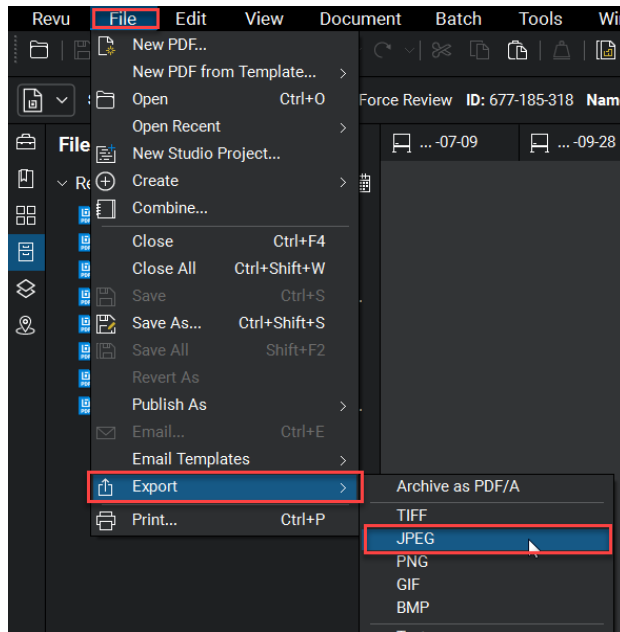 Revu File Edit View Document Batch Tools
New PDF...
New PDF from Template...
Open Ctrl+O
Force Review ID: 677-185-318 Nam
Open Recent
File
... -07-09 ... -09-28
New Studio Project...
Re
Create
Combine...
Close Ctrl+F4
Close All Ctrl+Shift+W
Save Ctrl+S
Save As... Ctrl+Shift+S
Save All Shift+F2
Revert As
Publish As
Email... Ctrl+E
Email Templates
Export
Archive as PDF/A
Print... Ctrl+P
TIFF
JPEG
PNG
GIF
BMP